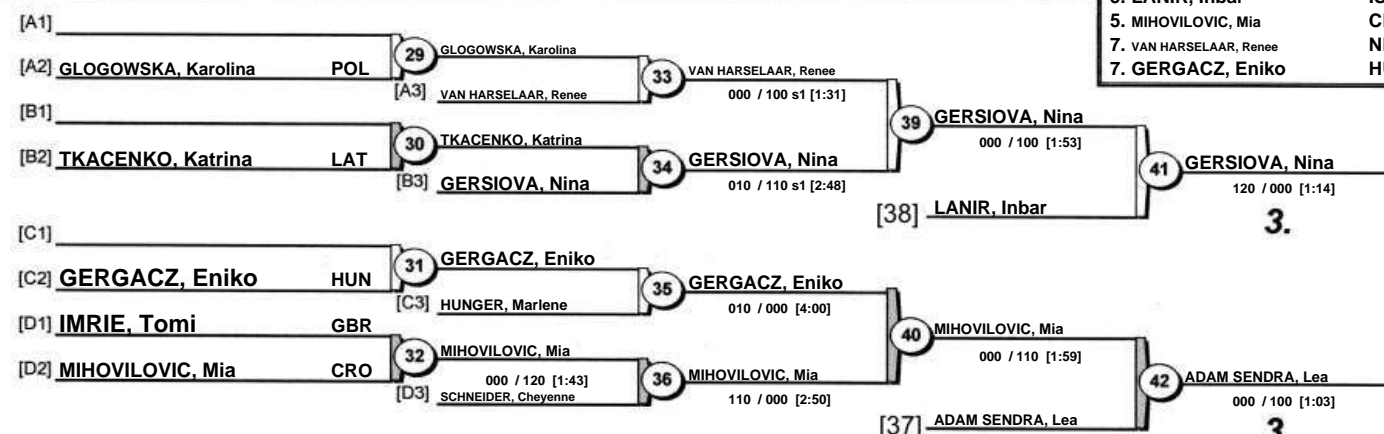 3. LANIR, Inbar
5. MIHOVILOVIC, Mia
7. VAN HARSELAAR, Renee
7. GERGACZ, Eniko
[A1]
[A2] GLOGOWSKA, Karolina POL
29
[A3]
GLOGOWSKA, Karolina
VAN HARSELAAR, Renee
33
VAN HARSELAAR, Renee
000 / 100 s1 [1:31]
[B1]
[B2] TKACENKO, Katrina LAT
30
[B3]
TKACENKO, Katrina
GERSIOVA, Nina
34
GERSIOVA, Nina
010 / 110 s1 [2:48]
39
GERSIOVA, Nina
000 / 100 [1:53]
[38] LANIR, Inbar
41
GERSIOVA, Nina
120 / 000 [1:14]
3.
[C1]
[C2] GERGACZ, Eniko HUN
31
[C3]
GERGACZ, Eniko
HUNGER, Marlene
35
GERGACZ, Eniko
010 / 000 [4:00]
[D1] IMRIE, Tomi GBR
[D2] MIHOVILOVIC, Mia CRO
32
[D3]
MIHOVILOVIC, Mia
000 / 120 [1:43]
SCHNEIDER, Cheyenne
36
MIHOVILOVIC, Mia
110 / 000 [2:50]
40
MIHOVILOVIC, Mia
000 / 110 [1:59]
[37] ADAM SENDRA, Lea
42
ADAM SENDRA, Lea
000 / 100 [1:03]
3.